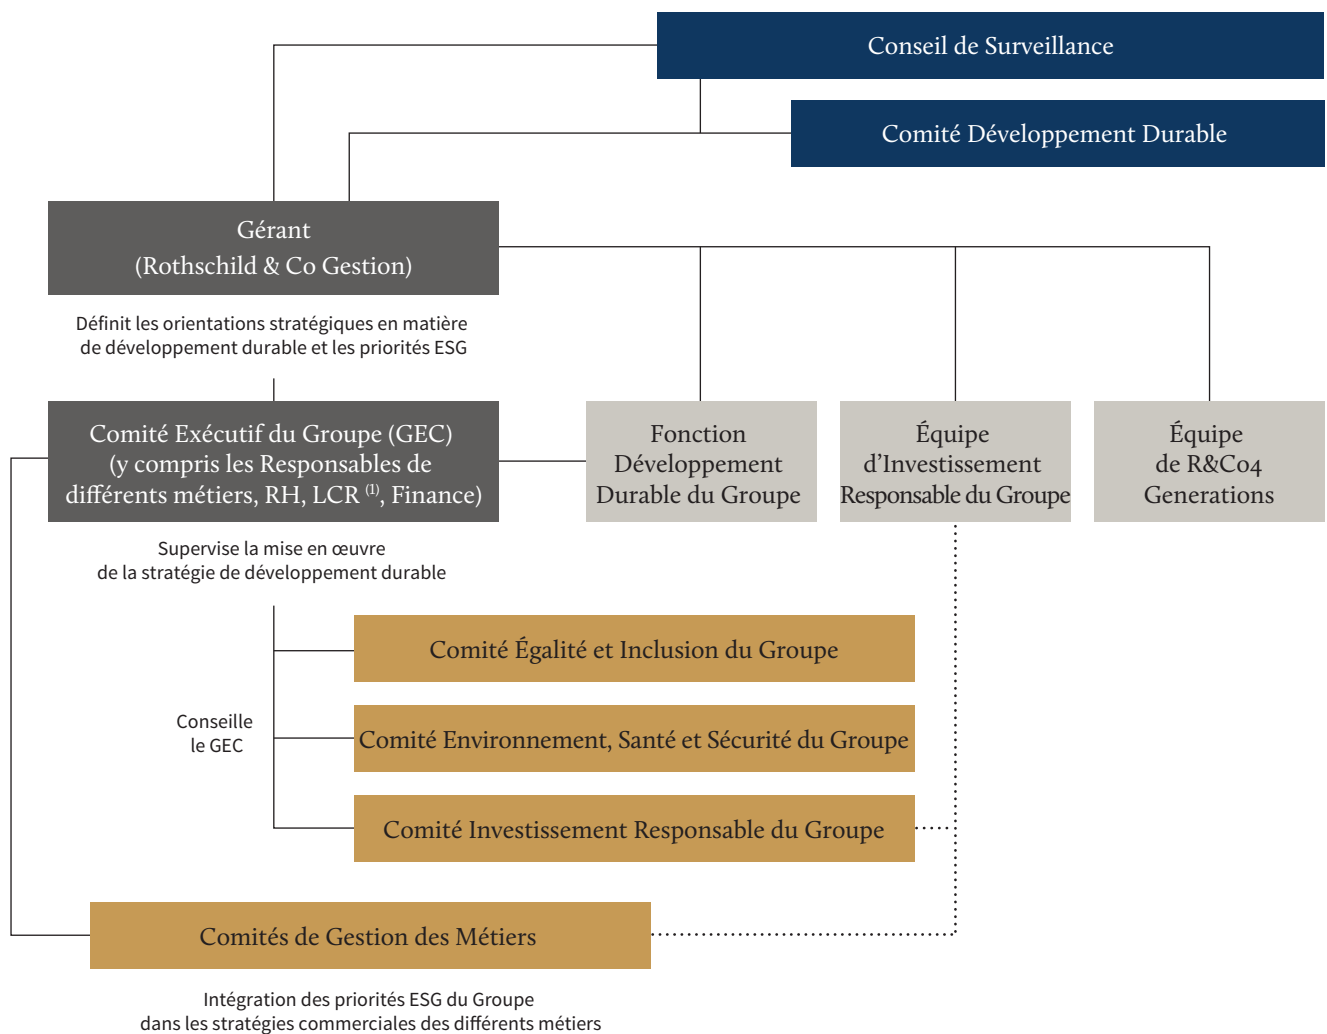 Conseil de Surveillance
Comité Développement Durable
Gérant
(Rothschild & Co Gestion)
Définit les orientations stratégiques en matière
de développement durable et les priorités ESG
Comité Exécutif du Groupe (GEC)
(y compris les Responsables de
différents métiers, RH, LCR (1), Finance)
Fonction
Développement
Durable du Groupe
Équipe
d’Investissement
Responsable du Groupe
Équipe
de R&Co4
Generations
Supervise la mise en œuvre
de la stratégie de développement durable
Comité Égalité et Inclusion du Groupe
Conseille
le GEC
Comité Environnement, Santé et Sécurité du Groupe
Comité Investissement Responsable du Groupe
Comités de Gestion des Métiers
Intégration des priorités ESG du Groupe
dans les stratégies commerciales des différents métiers